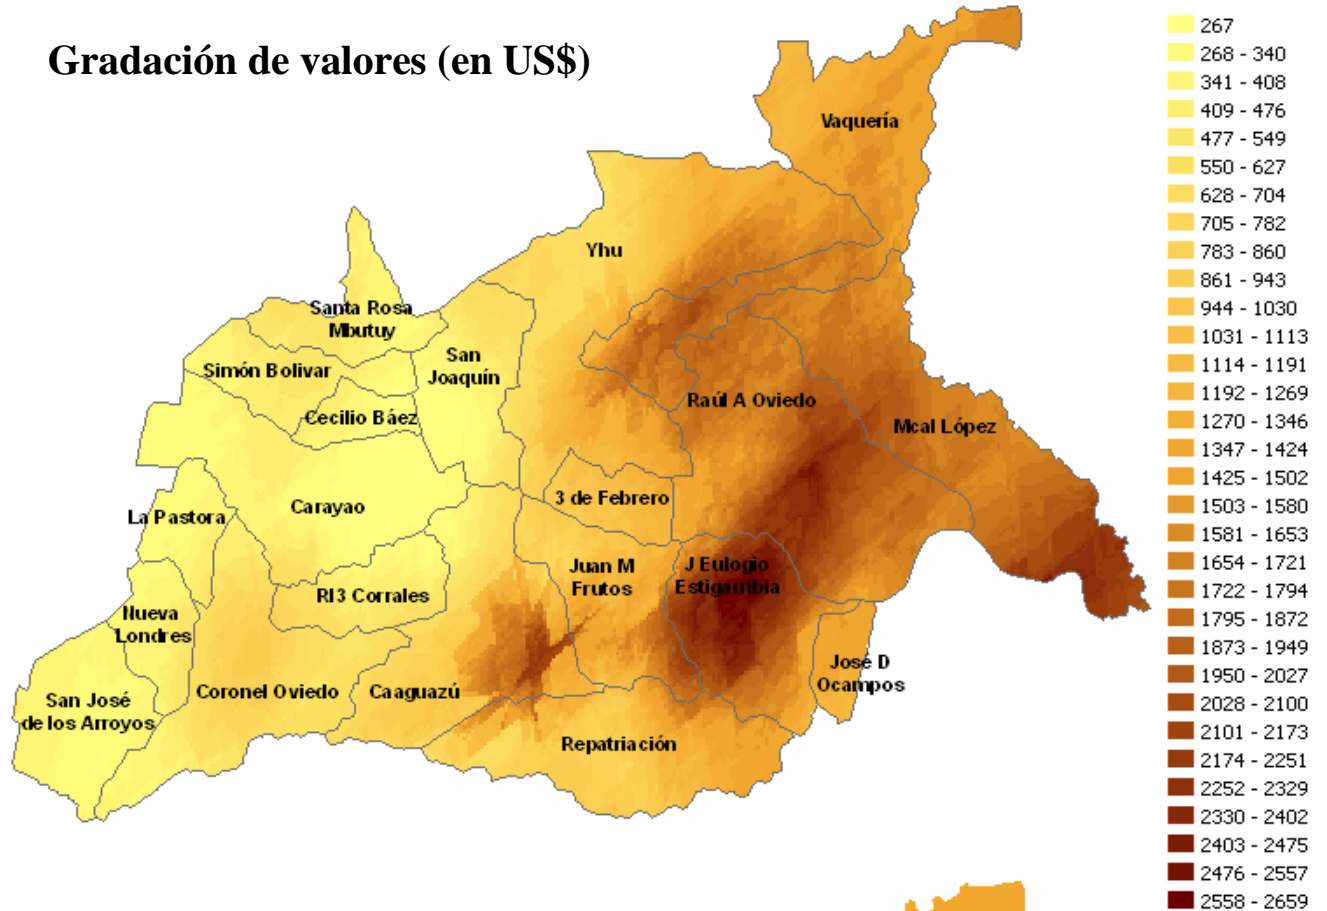 Gradación de valores (en US$)
Vaquería
Yhu
Santa Rosa
Mbutuy
San
Joaquín
Simón Bolivar
Cecilio Báez
Raúl A Oviedo
Mcal López
3 de Febrero
Carayao
La Pastora
Juan M
Frutos
J Eulogio
Estigarribia
RI3 Corrales
Nueva
Londres
José D
Ocampos
San José
de los Arroyos
Coronel Oviedo
Caaguazú
Repatriación
267
268 - 340
341 - 408
409 - 476
477 - 549
550 - 627
628 - 704
705 - 782
783 - 860
861 - 943
944 - 1030
1031 - 1113
1114 - 1191
1192 - 1269
1270 - 1346
1347 - 1424
1425 - 1502
1503 - 1580
1581 - 1653
1654 - 1721
1722 - 1794
1795 - 1872
1873 - 1949
1950 - 2027
2028 - 2100
2101 - 2173
2174 - 2251
2252 - 2329
2330 - 2402
2403 - 2475
2476 - 2557
2558 - 2659